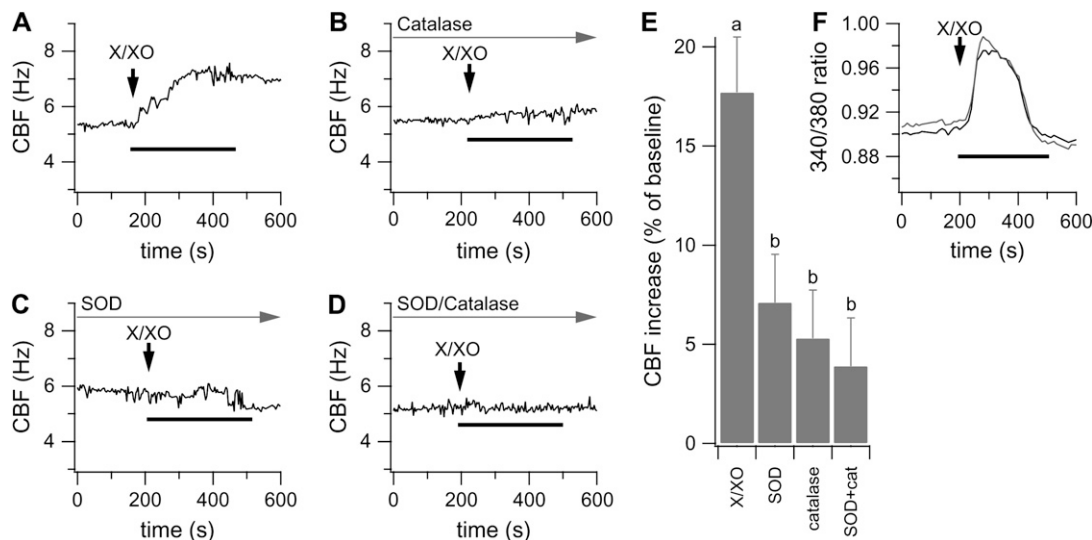 A
CBF (Hz)
8
6
4
X/XO
0 200 400 600
time (s)
B
Catalase
CBF (Hz)
8
6
4
X/XO
0 200 400 600
time (s)
C
SOD
CBF (Hz)
8
6
4
X/XO
0 200 400 600
time (s)
D
SOD/Catalase
CBF (Hz)
8
6
4
X/XO
0 200 400 600
time (s)
E
CBF increase (% of baseline)
20
15
10
5
0
a
b
b
b
X/XO
SOD
catalase
SOD+cat
F
340/380 ratio
1.00
0.96
0.92
0.88
X/XO
0 200 400 600
time (s)